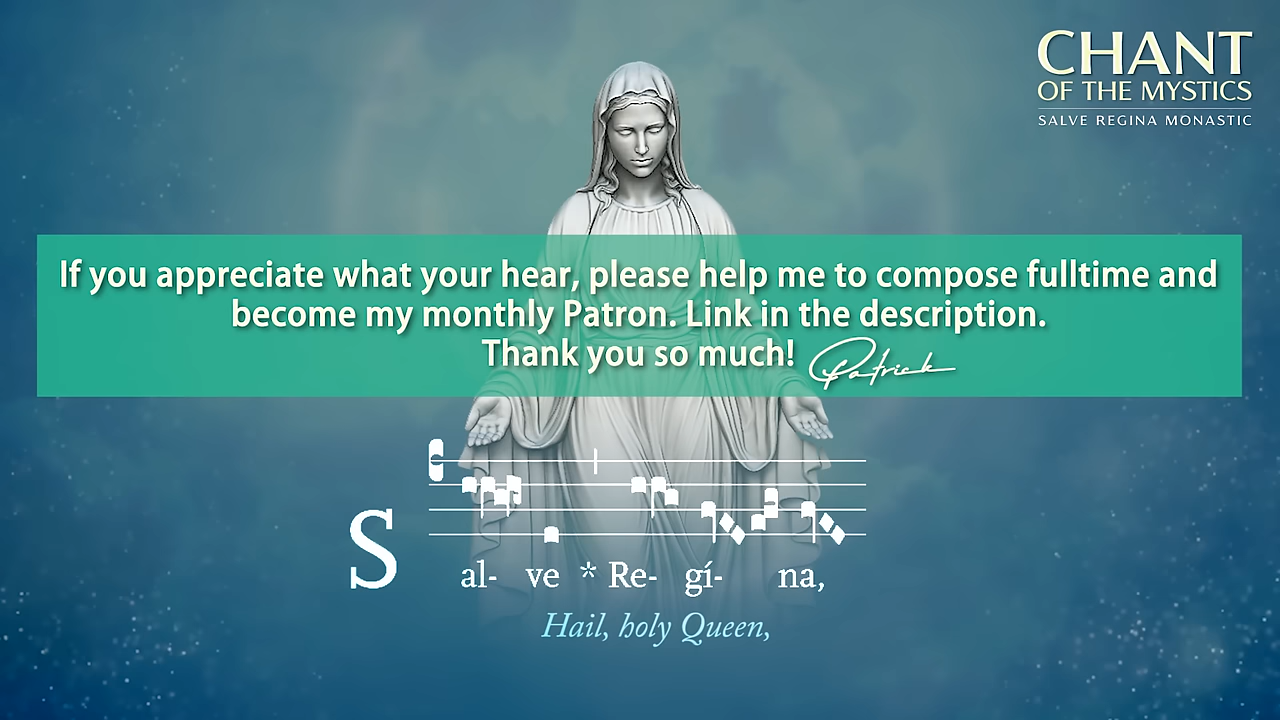 CHANT
OF THE MYSTICS
SALVE REGINA MONASTIC
If you appreciate what your hear, please help me to compose fulltime and
become my monthly Patron. Link in the description.
Thank you so much! Patrick
Sal- ve * Re- gí- na,
Hail, holy Queen,